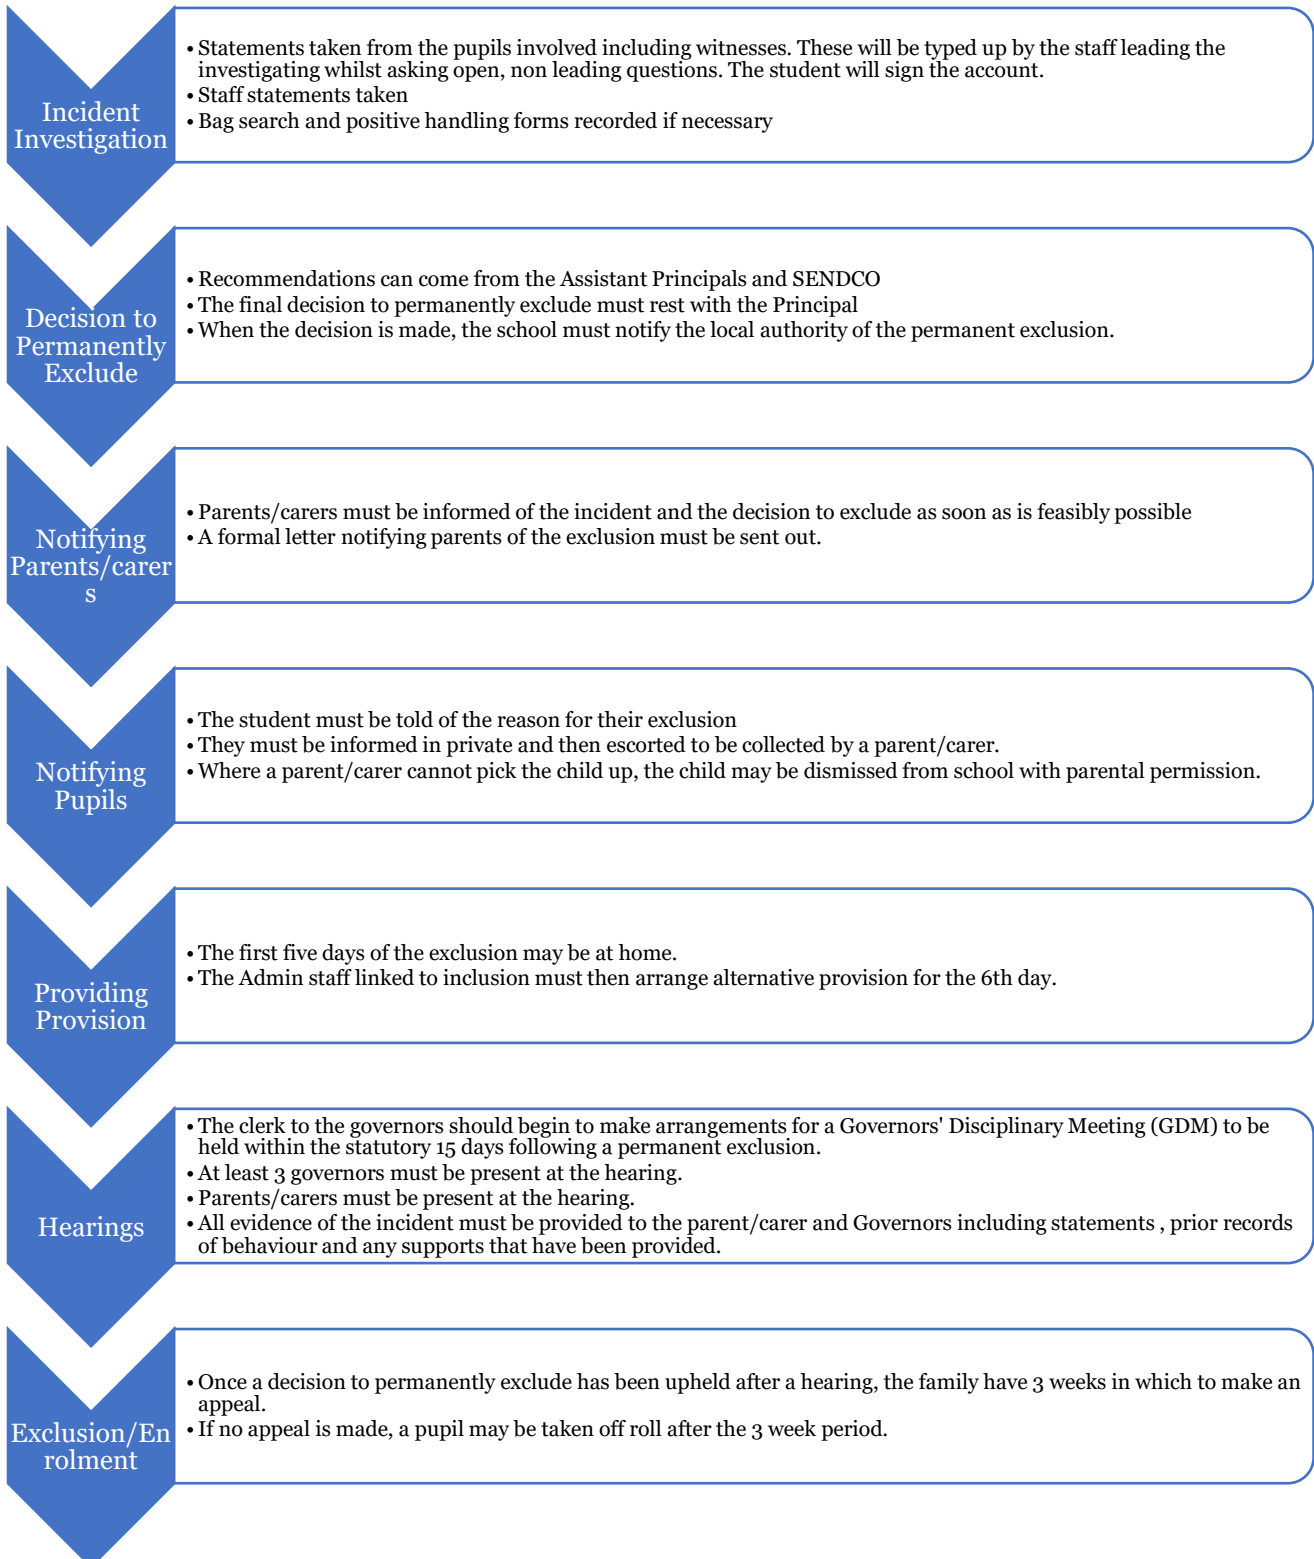 Incident
Investigation
• Statements taken from the pupils involved including witnesses. These will be typed up by the staff leading the
investigating whilst asking open, non leading questions. The student will sign the account.
• Staff statements taken
• Bag search and positive handling forms recorded if necessary
Decision to
Permanently
Exclude
• Recommendations can come from the Assistant Principals and SENDCO
• The final decision to permanently exclude must rest with the Principal
• When the decision is made, the school must notify the local authority of the permanent exclusion.
Notifying
Parents/carer
s
• Parents/carers must be informed of the incident and the decision to exclude as soon as is feasibly possible
• A formal letter notifying parents of the exclusion must be sent out.
Notifying
Pupils
• The student must be told of the reason for their exclusion
• They must be informed in private and then escorted to be collected by a parent/carer.
• Where a parent/carer cannot pick the child up, the child may be dismissed from school with parental permission.
Providing
Provision
• The first five days of the exclusion may be at home.
• The Admin staff linked to inclusion must then arrange alternative provision for the 6th day.
Hearings
• The clerk to the governors should begin to make arrangements for a Governors' Disciplinary Meeting (GDM) to be
held within the statutory 15 days following a permanent exclusion.
• At least 3 governors must be present at the hearing.
• Parents/carers must be present at the hearing.
• All evidence of the incident must be provided to the parent/carer and Governors including statements , prior records
of behaviour and any supports that have been provided.
Exclusion/En
rolment
• Once a decision to permanently exclude has been upheld after a hearing, the family have 3 weeks in which to make an
appeal.
• If no appeal is made, a pupil may be taken off roll after the 3 week period.